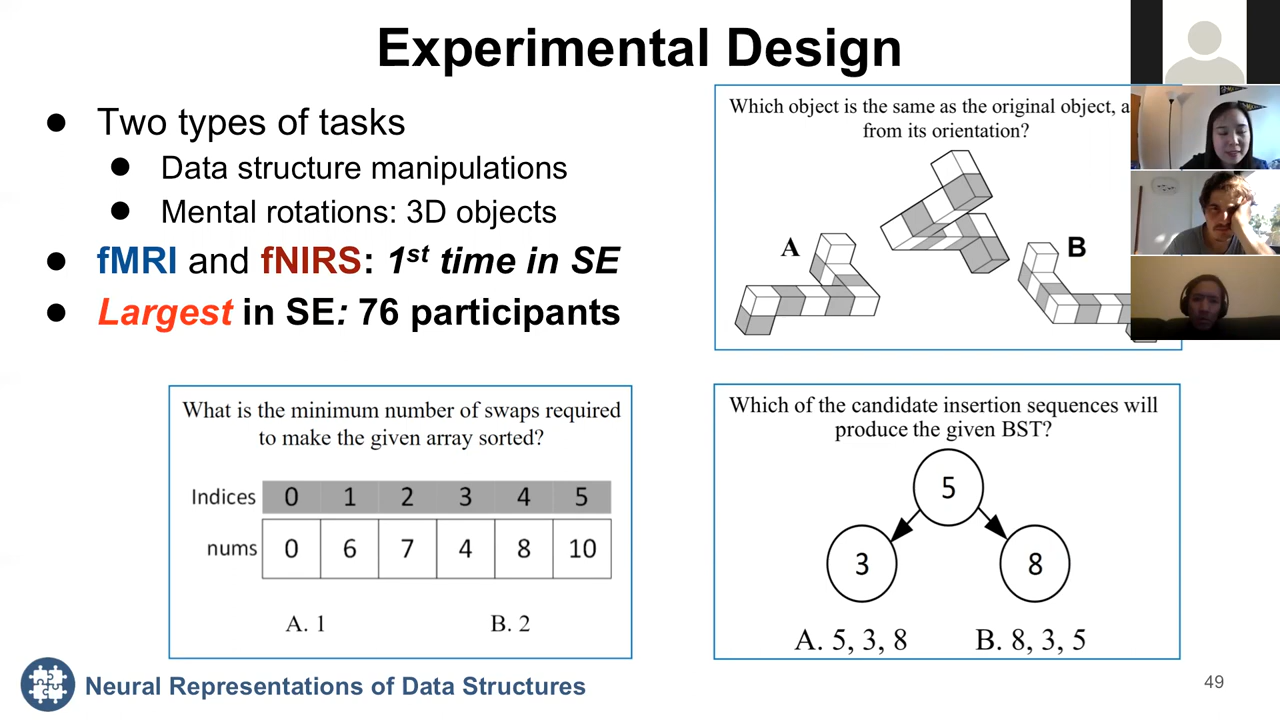 Experimental Design
Two types of tasks
Data structure manipulations
Mental rotations: 3D objects
fMRI and fNIRS: 1st time in SE
Largest in SE: 76 participants
Which object is the same as the original object, a
from its orientation?
A
B
What is the minimum number of swaps required
to make the given array sorted?
Indices 0 1 2 3 4 5
nums 0 6 7 4 8 10
A. 1 B. 2
Which of the candidate insertion sequences will
produce the given BST?
5
3 8
A. 5, 3, 8 B. 8, 3, 5
Neural Representations of Data Structures
49